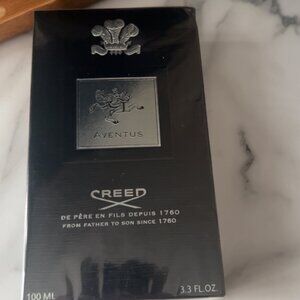 AVENTUS
CREED
DE PÈRE EN FILS DEPUIS 1760
FROM FATHER TO SON SINCE 1760
100 ML 3.3 FL.OZ.